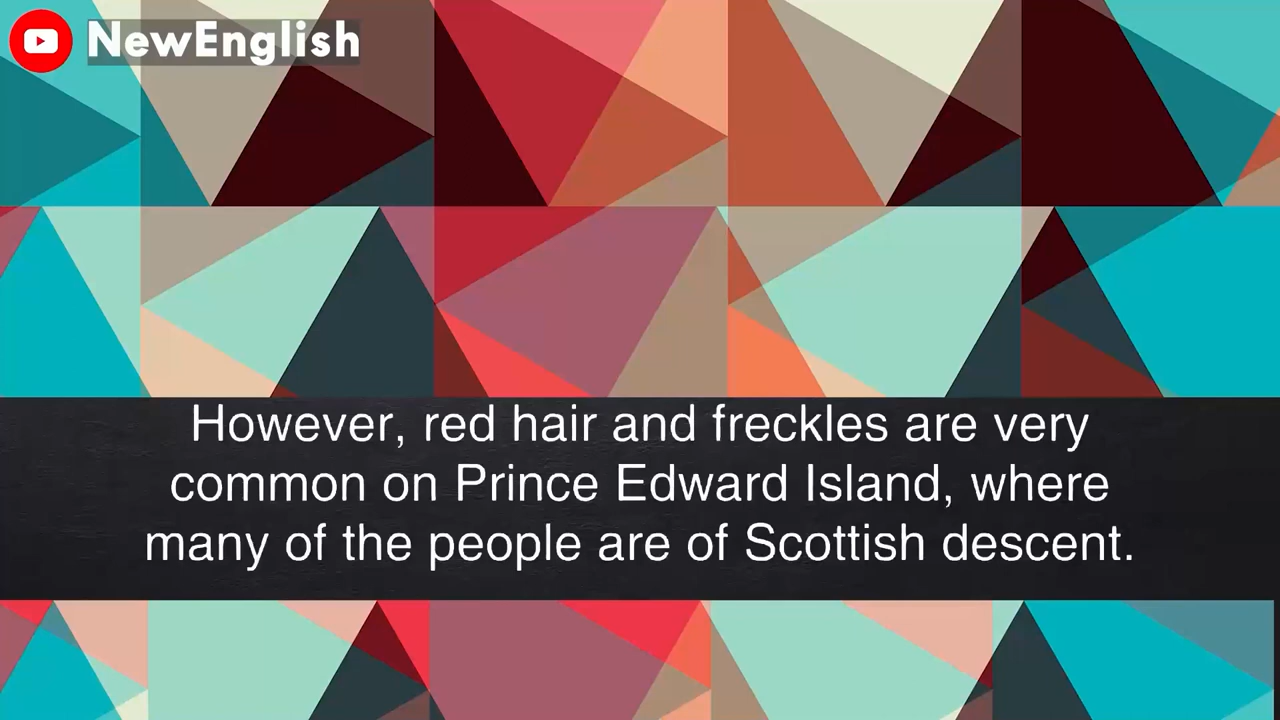 NewEnglish
However, red hair and freckles are very
common on Prince Edward Island, where
many of the people are of Scottish descent.